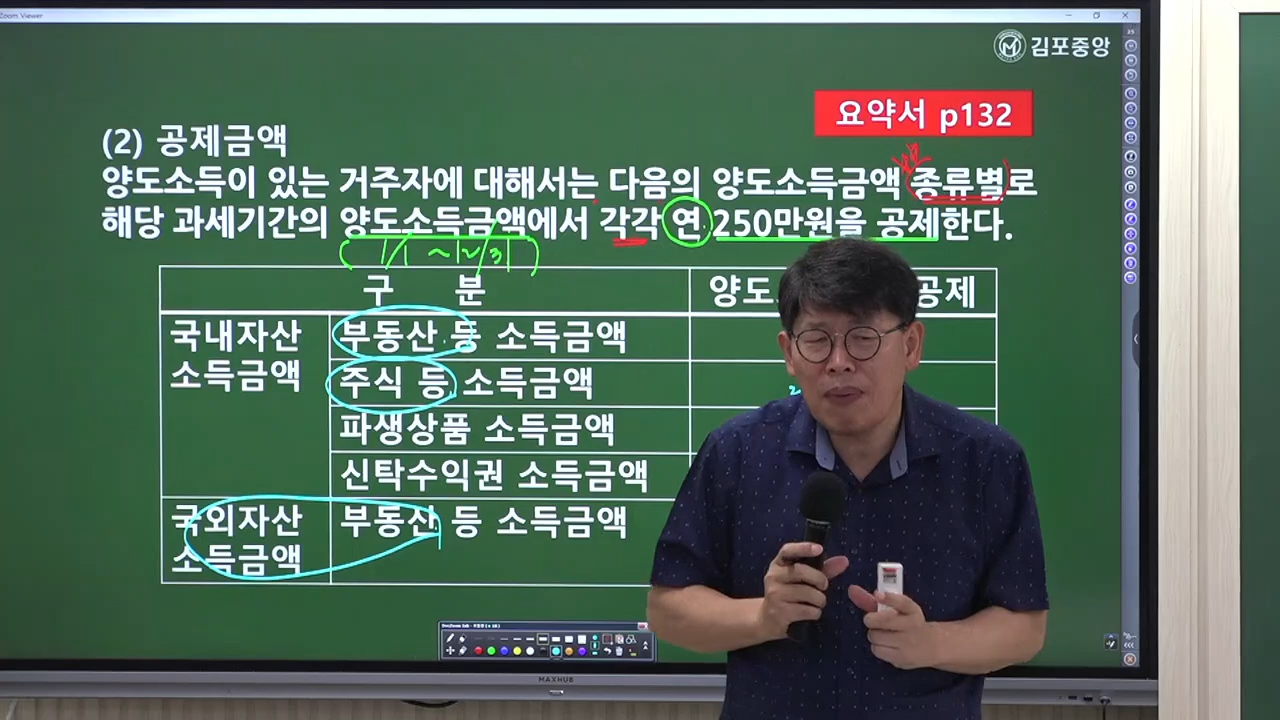 Zoom Viewer
김포중앙
요약서 p132
(2) 공제금액
양도소득이 있는 거주자에 대해서는 다음의 양도소득금액 종류별로
해당 과세기간의 양도소득금액에서 각각 연 250만원을 공제한다.
1/1 ~ 12/31
구 분
양도 공제
국내자산
소득금액
부동산 등 소득금액
주식 등 소득금액
파생상품 소득금액
신탁수익권 소득금액
국외자산
소득금액
부동산 등 소득금액
MAXHUB